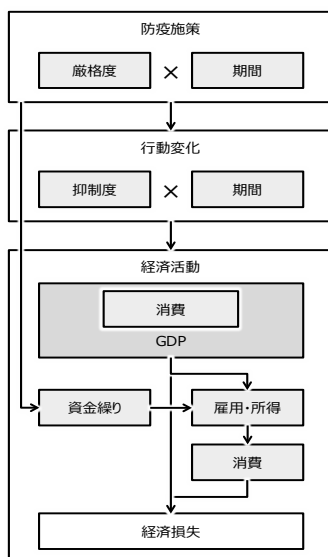 防疫施策
厳格度 × 期間
行動変化
抑制度 × 期間
経済活動
消費
GDP
資金繰り 雇用・所得
消費
経済損失